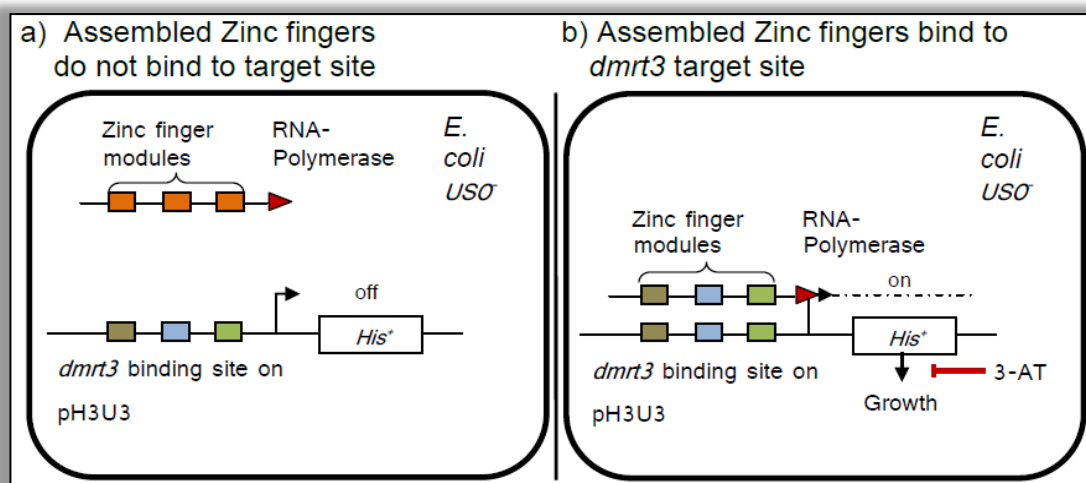 a) Assembled Zinc fingers
do not bind to target site
Zinc finger
modules
RNA-
Polymerase
E.
coli
USO-
off
His+
dmrt3 binding site on
pH3U3
b) Assembled Zinc fingers bind to
dmrt3 target site
E.
coli
USO-
Zinc finger
modules
RNA-
Polymerase
on
His+
dmrt3 binding site on
3-AT
Growth
pH3U3